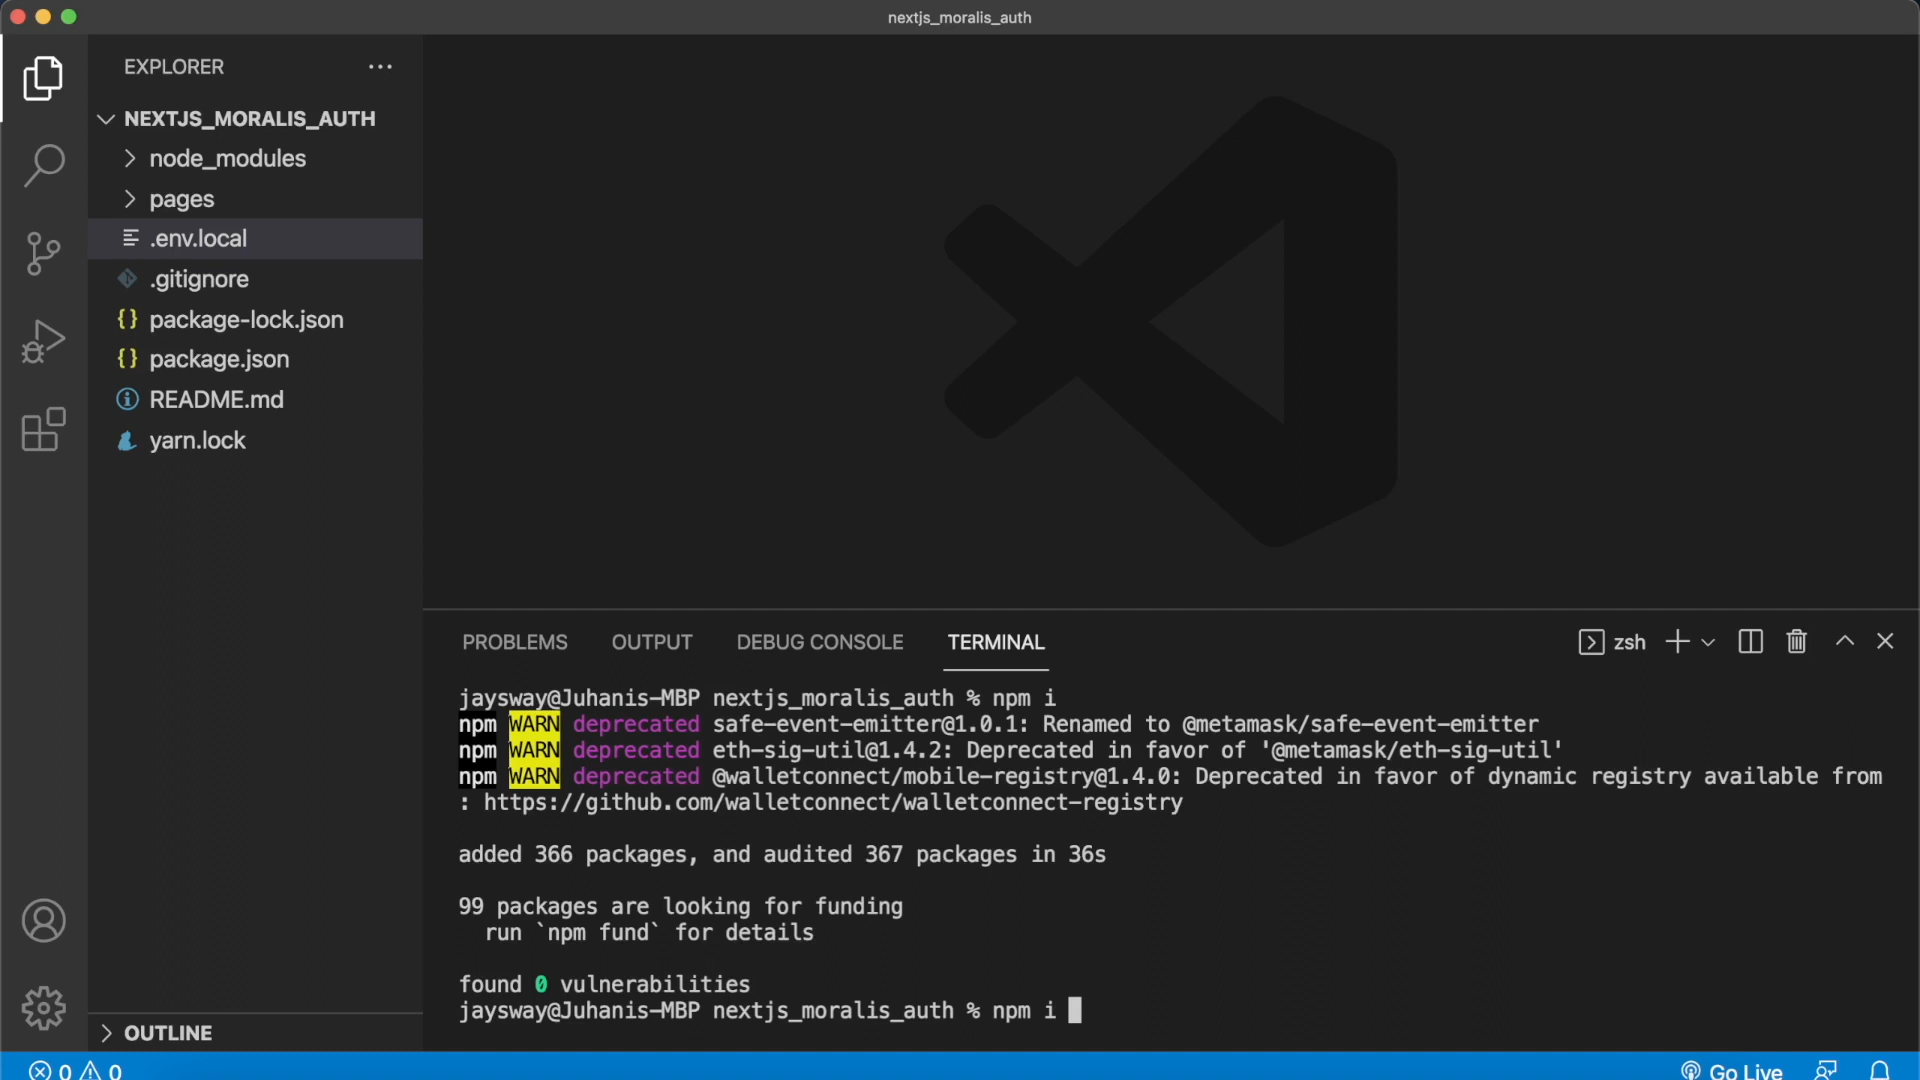 nextjs_moralis_auth
EXPLORER
NEXTJS_MORALIS_AUTH
node_modules
pages
.env.local
.gitignore
package-lock.json
package.json
README.md
yarn.lock
OUTLINE
PROBLEMS OUTPUT DEBUG CONSOLE TERMINAL zsh
jaysway@Juhanis-MBP nextjs_moralis_auth % npm i
npm WARN deprecated safe-event-emitter@1.0.1: Renamed to @metamask/safe-event-emitter
npm WARN deprecated eth-sig-util@1.4.2: Deprecated in favor of '@metamask/eth-sig-util'
npm WARN deprecated @walletconnect/mobile-registry@1.4.0: Deprecated in favor of dynamic registry available from
: https://github.com/walletconnect/walletconnect-registry
added 366 packages, and audited 367 packages in 36s
99 packages are looking for funding
run `npm fund` for details
found 0 vulnerabilities
jaysway@Juhanis-MBP nextjs_moralis_auth % npm i
0 0 Go Live